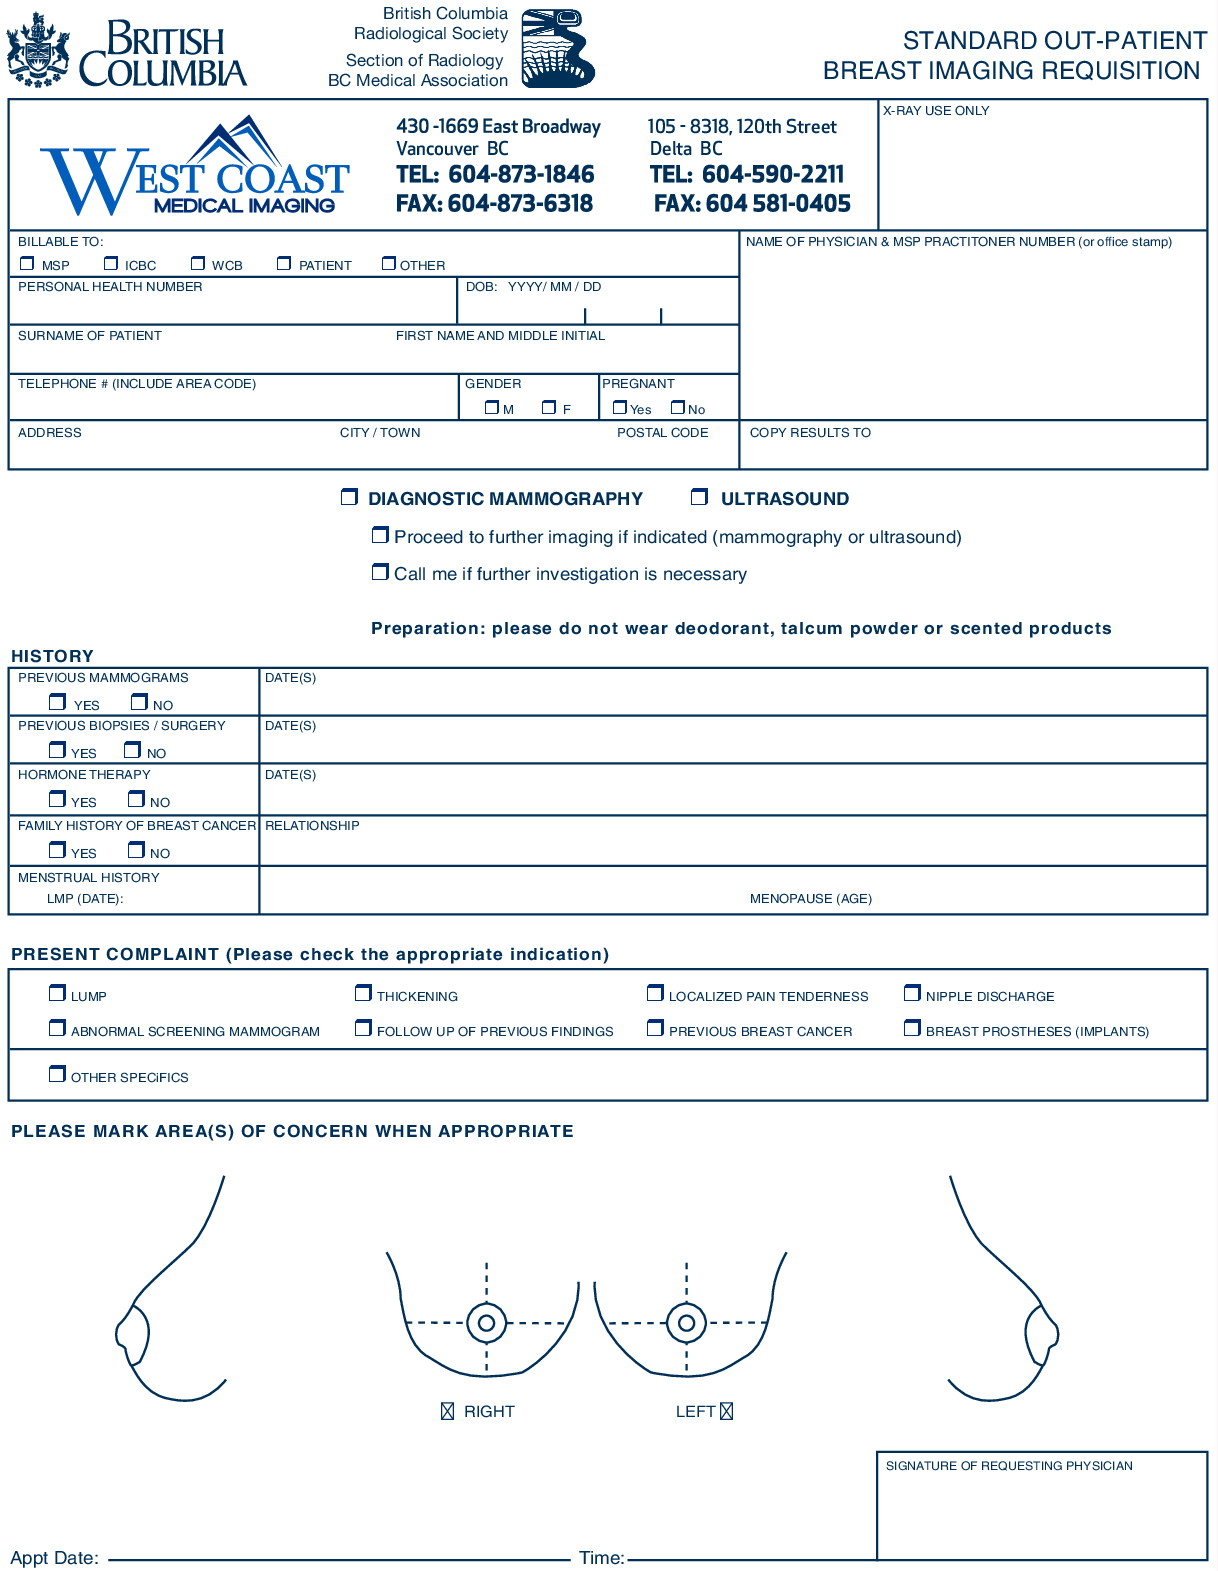 BRITISH
COLUMBIA
British Columbia
Radiological Society
Section of Radiology
BC Medical Association
STANDARD OUT-PATIENT
BREAST IMAGING REQUISITION
WEST COAST
MEDICAL IMAGING
430 -1669 East Broadway
Vancouver BC
TEL: 604-873-1846
FAX: 604-873-6318
105 - 8318, 120th Street
Delta BC
TEL: 604-590-2211
FAX: 604 581-0405
X-RAY USE ONLY
BILLABLE TO:
MSP ICBC WCB PATIENT OTHER
NAME OF PHYSICIAN & MSP PRACTITONER NUMBER (or office stamp)
PERSONAL HEALTH NUMBER DOB: YYYY/ MM / DD
SURNAME OF PATIENT FIRST NAME AND MIDDLE INITIAL
TELEPHONE # (INCLUDE AREA CODE) GENDER PREGNANT
M F Yes No
ADDRESS CITY / TOWN POSTAL CODE COPY RESULTS TO
DIAGNOSTIC MAMMOGRAPHY ULTRASOUND
Proceed to further imaging if indicated (mammography or ultrasound)
Call me if further investigation is necessary
Preparation: please do not wear deodorant, talcum powder or scented products
HISTORY
PREVIOUS MAMMOGRAMS DATE(S)
YES NO
PREVIOUS BIOPSIES / SURGERY DATE(S)
YES NO
HORMONE THERAPY DATE(S)
YES NO
FAMILY HISTORY OF BREAST CANCER RELATIONSHIP
YES NO
MENSTRUAL HISTORY
LMP (DATE): MENOPAUSE (AGE)
PRESENT COMPLAINT (Please check the appropriate indication)
LUMP THICKENING LOCALIZED PAIN TENDERNESS NIPPLE DISCHARGE
ABNORMAL SCREENING MAMMOGRAM FOLLOW UP OF PREVIOUS FINDINGS PREVIOUS BREAST CANCER BREAST PROSTHESES (IMPLANTS)
OTHER SPECiFICS
PLEASE MARK AREA(S) OF CONCERN WHEN APPROPRIATE
RIGHT LEFT
SIGNATURE OF REQUESTING PHYSICIAN
Appt Date: Time: